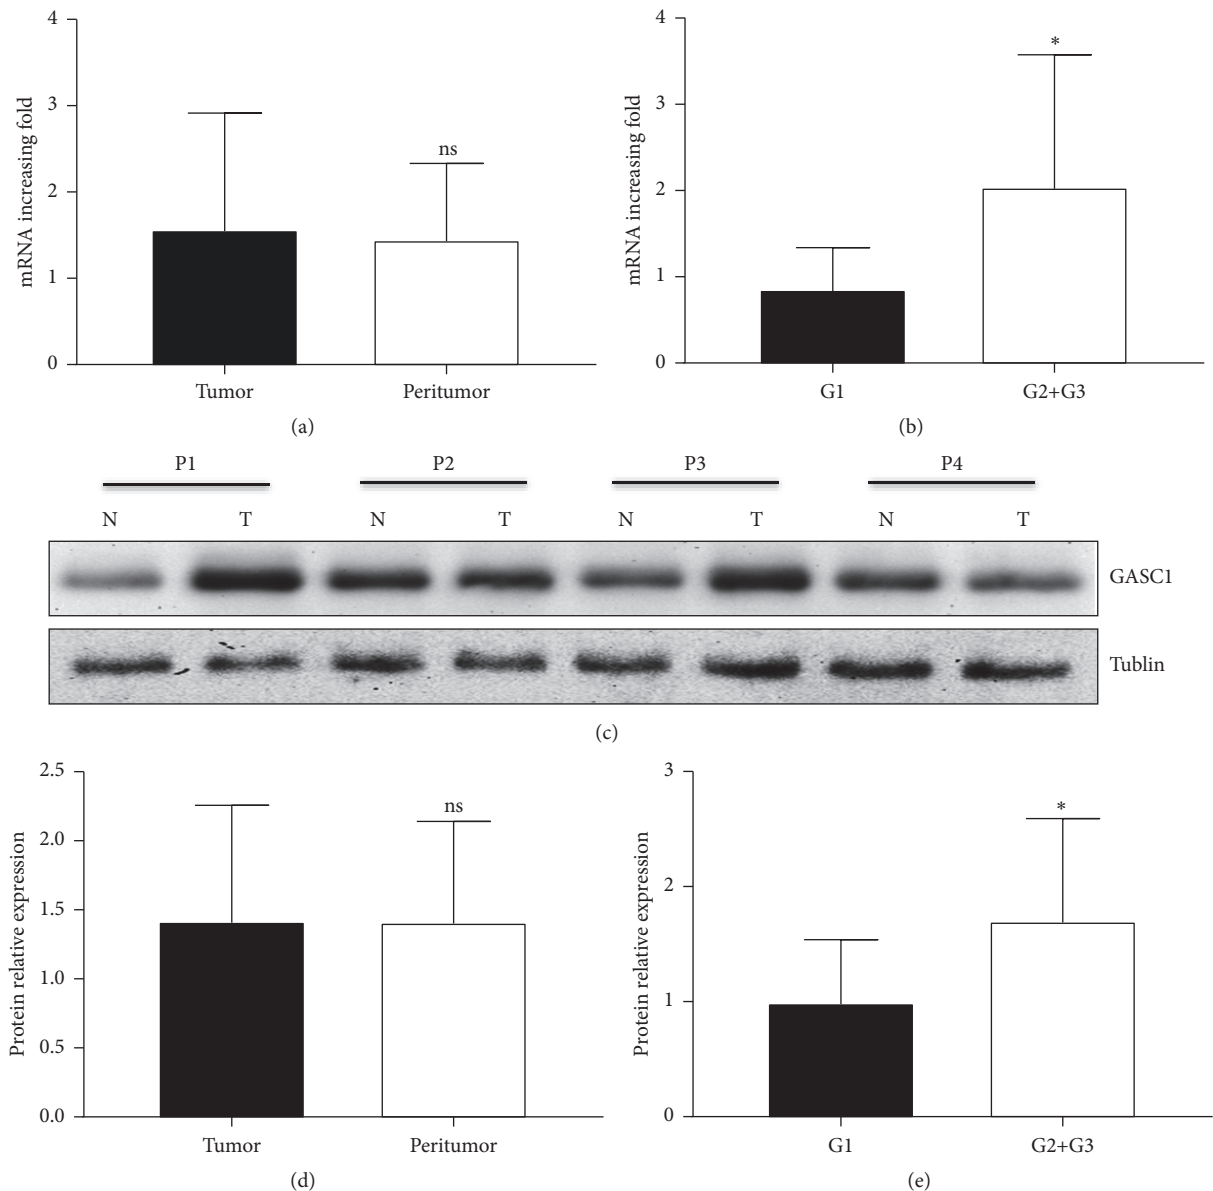 4
3
2
1
0
mRNA increasing fold
ns
Tumor Peritumor
(a)
4
3
2
1
0
mRNA increasing fold
*
G1 G2+G3
(b)
P1 P2 P3 P4
N T N T N T N T
GASC1
Tublin
(c)
2.5
2.0
1.5
1.0
0.5
0.0
Protein relative expression
ns
Tumor Peritumor
(d)
3
2
1
0
Protein relative expression
*
G1 G2+G3
(e)